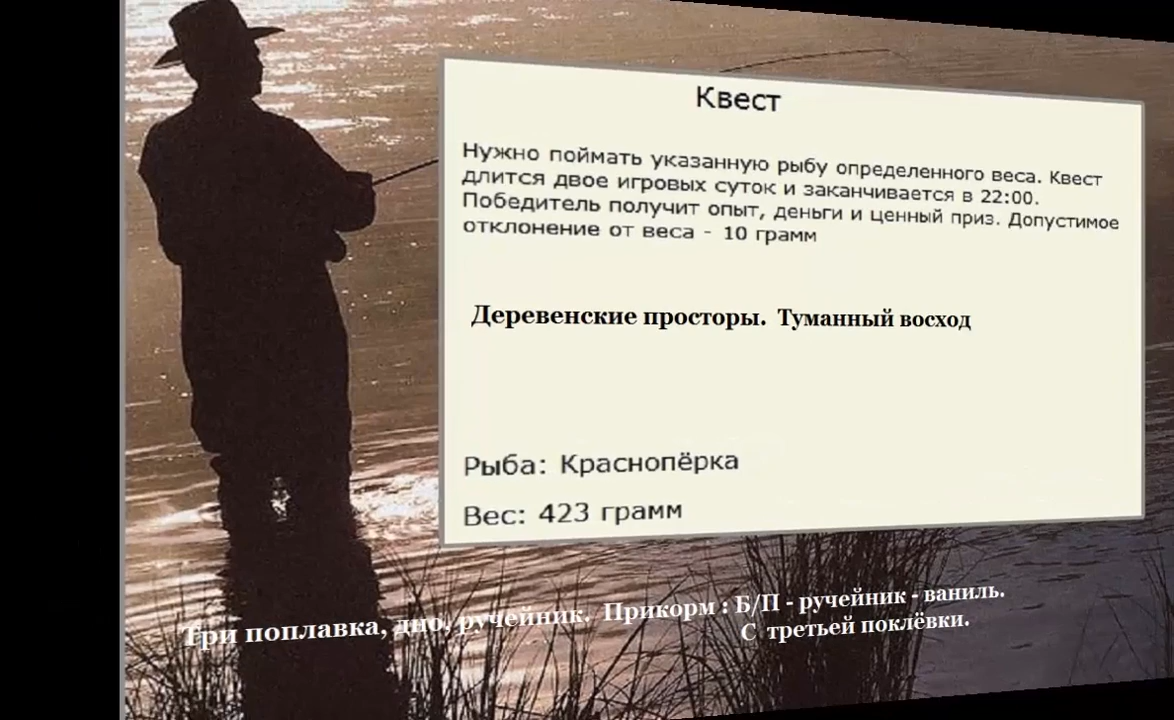 Квест
Нужно поймать указанную рыбу определенного веса. Квест
длится двое игровых суток и заканчивается в 22:00.
Победитель получит опыт, деньги и ценный приз. Допустимое
отклонение от веса - 10 грамм
Деревенские просторы. Туманный восход
Рыба: Краснопёрка
Вес: 423 грамм
Три поплавка, дно, ручейник. Прикорм : Б/П - ручейник - ваниль.
С третьей поклёвки.